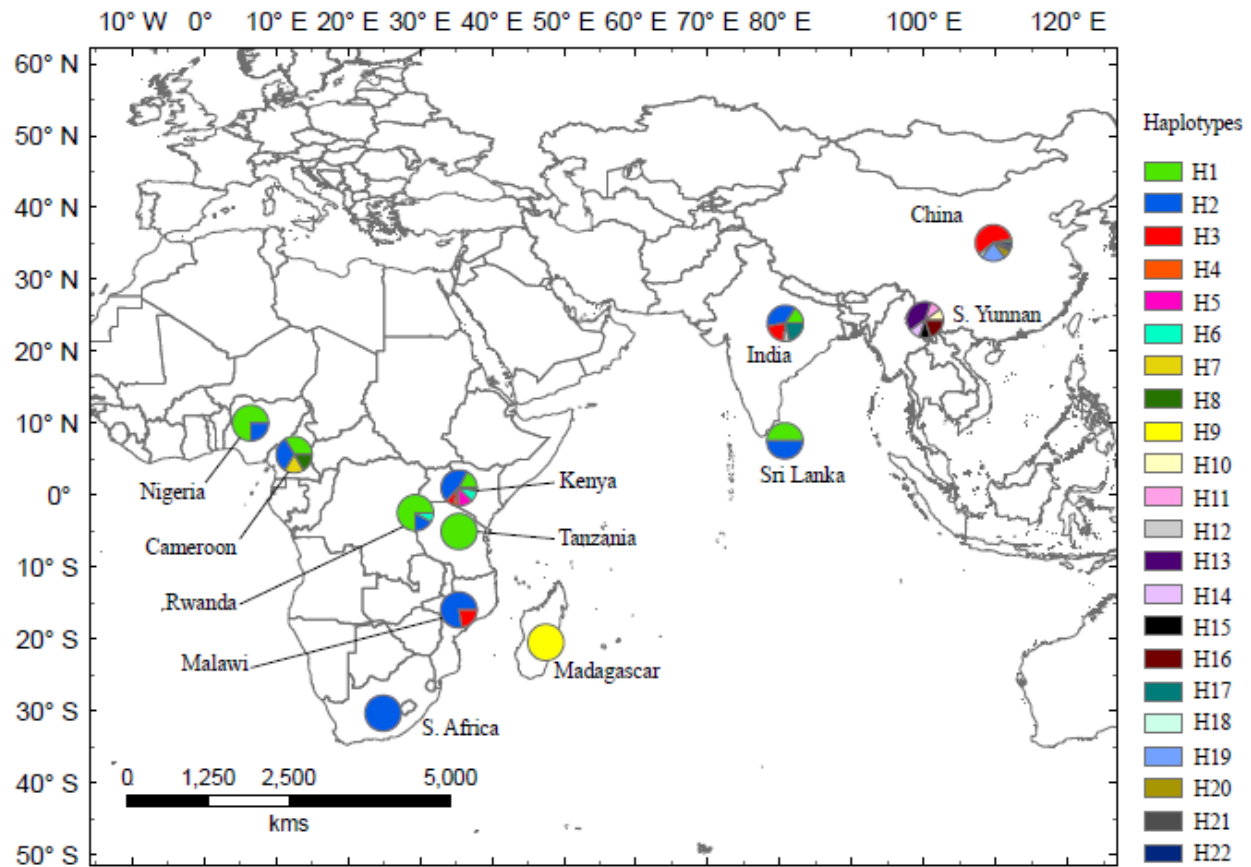 10° W 0° 10° E 20° E 30° E 40° E 50° E 60° E 70° E 80° E 90° E 100° E 120° E
60° N
50° N
40° N
30° N
20° N
10° N
0°
10° S
20° S
30° S
40° S
50° S
China
S. Yunnan
India
Sri Lanka
Nigeria
Cameroon
Kenya
Tanzania
,Rwanda
Malawi
Madagascar
S. Africa
0 1,250 2,500 5,000
kms
Haplotypes
H1
H2
H3
H4
H5
H6
H7
H8
H9
H10
H11
H12
H13
H14
H15
H16
H17
H18
H19
H20
H21
H22